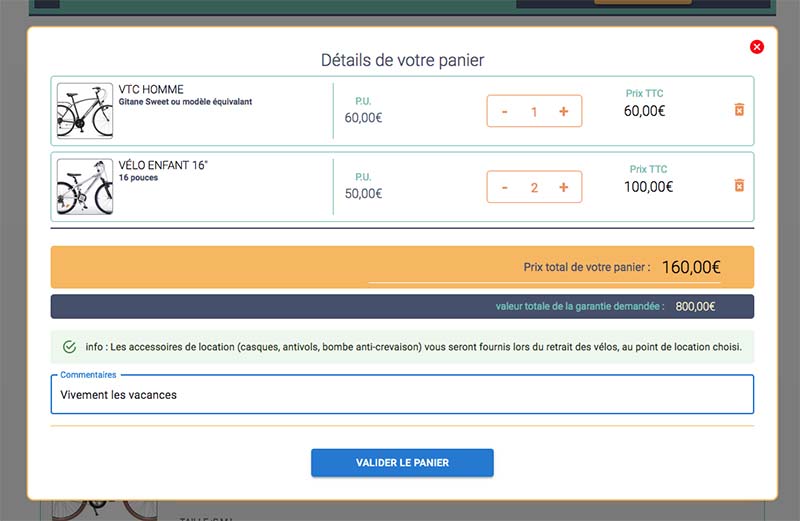 Détails de votre panier
VTC HOMME
Gitane Sweet ou modèle équivalant
P.U.
60,00€
- 1 +
Prix TTC
60,00€
VÉLO ENFANT 16"
16 pouces
P.U.
50,00€
- 2 +
Prix TTC
100,00€
Prix total de votre panier : 160,00€
valeur totale de la garantie demandée : 800,00€
info : Les accessoires de location (casques, antivols, bombe anti-crevaison) vous seront fournis lors du retrait des vélos, au point de location choisi.
Commentaires
Vivement les vacances
VALIDER LE PANIER